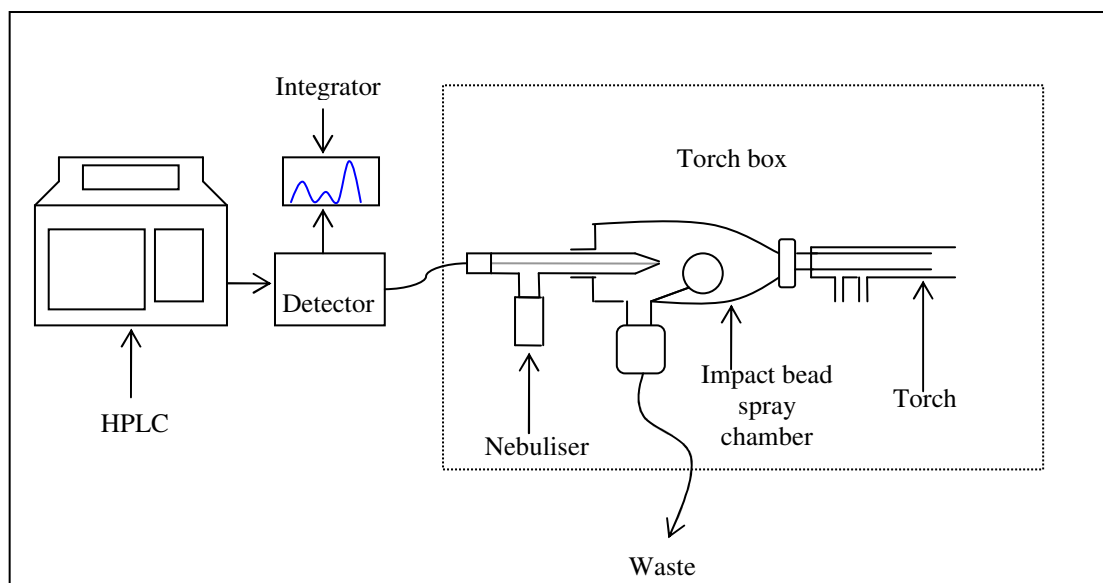 Integrator
Torch box
Detector
HPLC
Nebuliser
Impact bead
spray
chamber
Torch
Waste